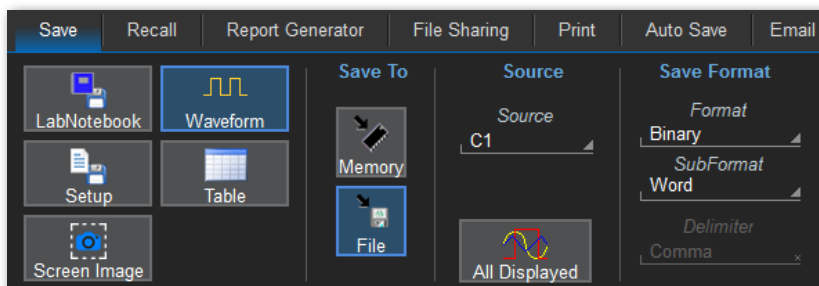 Save Recall Report Generator File Sharing Print Auto Save Email
Save To Source Save Format
LabNotebook Waveform
Memory
Source
C1
Format
Binary
SubFormat
Word
Setup Table
File
All Displayed
Delimiter
Comma
Screen Image